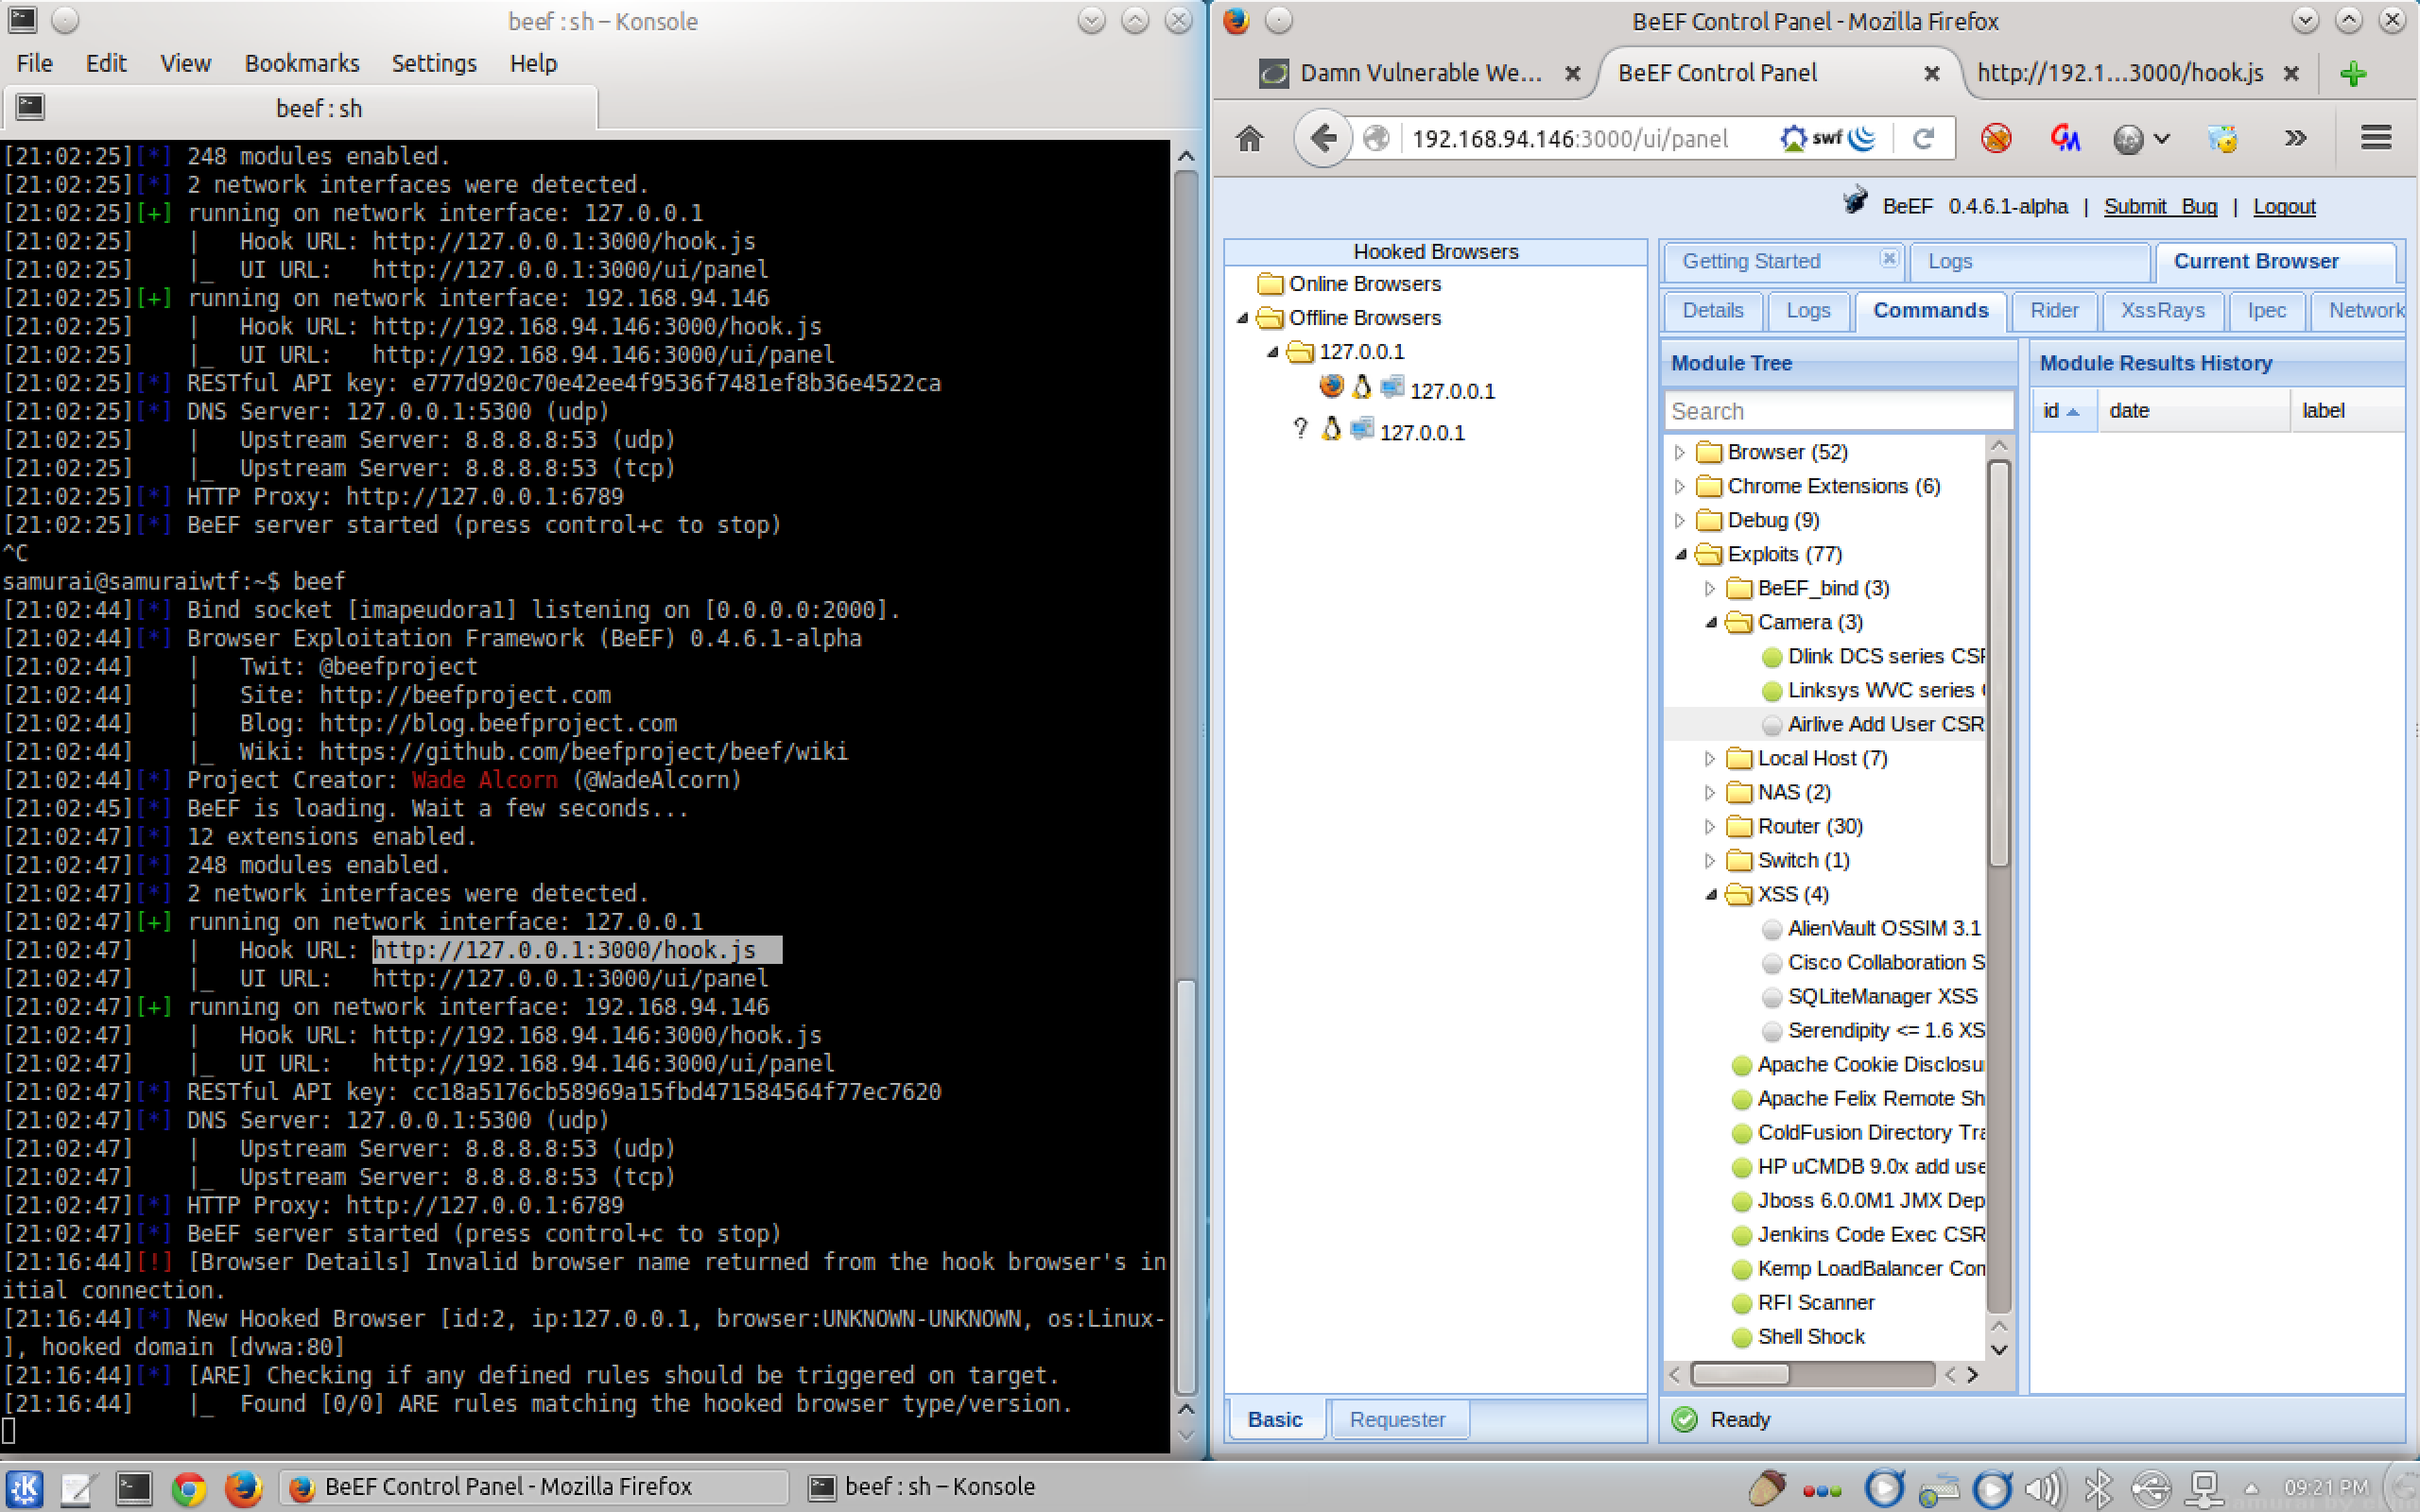 beef : sh – Konsole
File Edit View Bookmarks Settings Help
beef : sh
[21:02:25][*] 248 modules enabled.
[21:02:25][*] 2 network interfaces were detected.
[21:02:25][+] running on network interface: 127.0.0.1
[21:02:25]    |   Hook URL: http://127.0.0.1:3000/hook.js
[21:02:25]    |_  UI URL:   http://127.0.0.1:3000/ui/panel
[21:02:25][+] running on network interface: 192.168.94.146
[21:02:25]    |   Hook URL: http://192.168.94.146:3000/hook.js
[21:02:25]    |_  UI URL:   http://192.168.94.146:3000/ui/panel
[21:02:25][*] RESTful API key: e777d920c70e42ee4f9536f7481ef8b36e4522ca
[21:02:25][*] DNS Server: 127.0.0.1:5300 (udp)
[21:02:25]    |   Upstream Server: 8.8.8.8:53 (udp)
[21:02:25]    |_  Upstream Server: 8.8.8.8:53 (tcp)
[21:02:25][*] HTTP Proxy: http://127.0.0.1:6789
[21:02:25][*] BeEF server started (press control+c to stop)
^C
samurai@samuraiwtf:~$ beef
[21:02:44][*] Bind socket [imapeudora1] listening on [0.0.0.0:2000].
[21:02:44][*] Browser Exploitation Framework (BeEF) 0.4.6.1-alpha
[21:02:44]    |   Twit: @beefproject
[21:02:44]    |   Site: http://beefproject.com
[21:02:44]    |   Blog: http://blog.beefproject.com
[21:02:44]    |_  Wiki: https://github.com/beefproject/beef/wiki
[21:02:44][*] Project Creator: Wade Alcorn (@WadeAlcorn)
[21:02:45][*] BeEF is loading. Wait a few seconds...
[21:02:47][*] 12 extensions enabled.
[21:02:47][*] 248 modules enabled.
[21:02:47][*] 2 network interfaces were detected.
[21:02:47][+] running on network interface: 127.0.0.1
[21:02:47]    |   Hook URL: http://127.0.0.1:3000/hook.js
[21:02:47]    |_  UI URL:   http://127.0.0.1:3000/ui/panel
[21:02:47][+] running on network interface: 192.168.94.146
[21:02:47]    |   Hook URL: http://192.168.94.146:3000/hook.js
[21:02:47]    |_  UI URL:   http://192.168.94.146:3000/ui/panel
[21:02:47][*] RESTful API key: cc18a5176cb58969a15fbd471584564f77ec7620
[21:02:47][*] DNS Server: 127.0.0.1:5300 (udp)
[21:02:47]    |   Upstream Server: 8.8.8.8:53 (udp)
[21:02:47]    |_  Upstream Server: 8.8.8.8:53 (tcp)
[21:02:47][*] HTTP Proxy: http://127.0.0.1:6789
[21:02:47][*] BeEF server started (press control+c to stop)
[21:16:44][!] [Browser Details] Invalid browser name returned from the hook browser's in
itial connection.
[21:16:44][*] New Hooked Browser [id:2, ip:127.0.0.1, browser:UNKNOWN-UNKNOWN, os:Linux-
], hooked domain [dvwa:80]
[21:16:44][*] [ARE] Checking if any defined rules should be triggered on target.
[21:16:44]    |_  Found [0/0] ARE rules matching the hooked browser type/version.
BeEF Control Panel - Mozilla Firefox
Damn Vulnerable We... BeEF Control Panel http://192.1...3000/hook.js
192.168.94.146:3000/ui/panel swf
BeEF 0.4.6.1-alpha | Submit Bug | Logout
Hooked Browsers
Online Browsers
Offline Browsers
127.0.0.1
127.0.0.1
? 127.0.0.1
Basic Requester
Getting Started Logs Current Browser
Details Logs Commands Rider XssRays Ipec Network
Module Tree
Search
Browser (52)
Chrome Extensions (6)
Debug (9)
Exploits (77)
BeEF_bind (3)
Camera (3)
Dlink DCS series CSF
Linksys WVC series
Airlive Add User CSR
Local Host (7)
NAS (2)
Router (30)
Switch (1)
XSS (4)
AlienVault OSSIM 3.1
Cisco Collaboration S
SQLiteManager XSS
Serendipity <= 1.6 XS
Apache Cookie Disclosu
Apache Felix Remote Sh
ColdFusion Directory Tra
HP uCMDB 9.0x add use
Jboss 6.0.0M1 JMX Dep
Jenkins Code Exec CSR
Kemp LoadBalancer Com
RFI Scanner
Shell Shock
Module Results History
id date label
Ready
BeEF Control Panel - Mozilla Firefox beef : sh – Konsole 09:21 PM